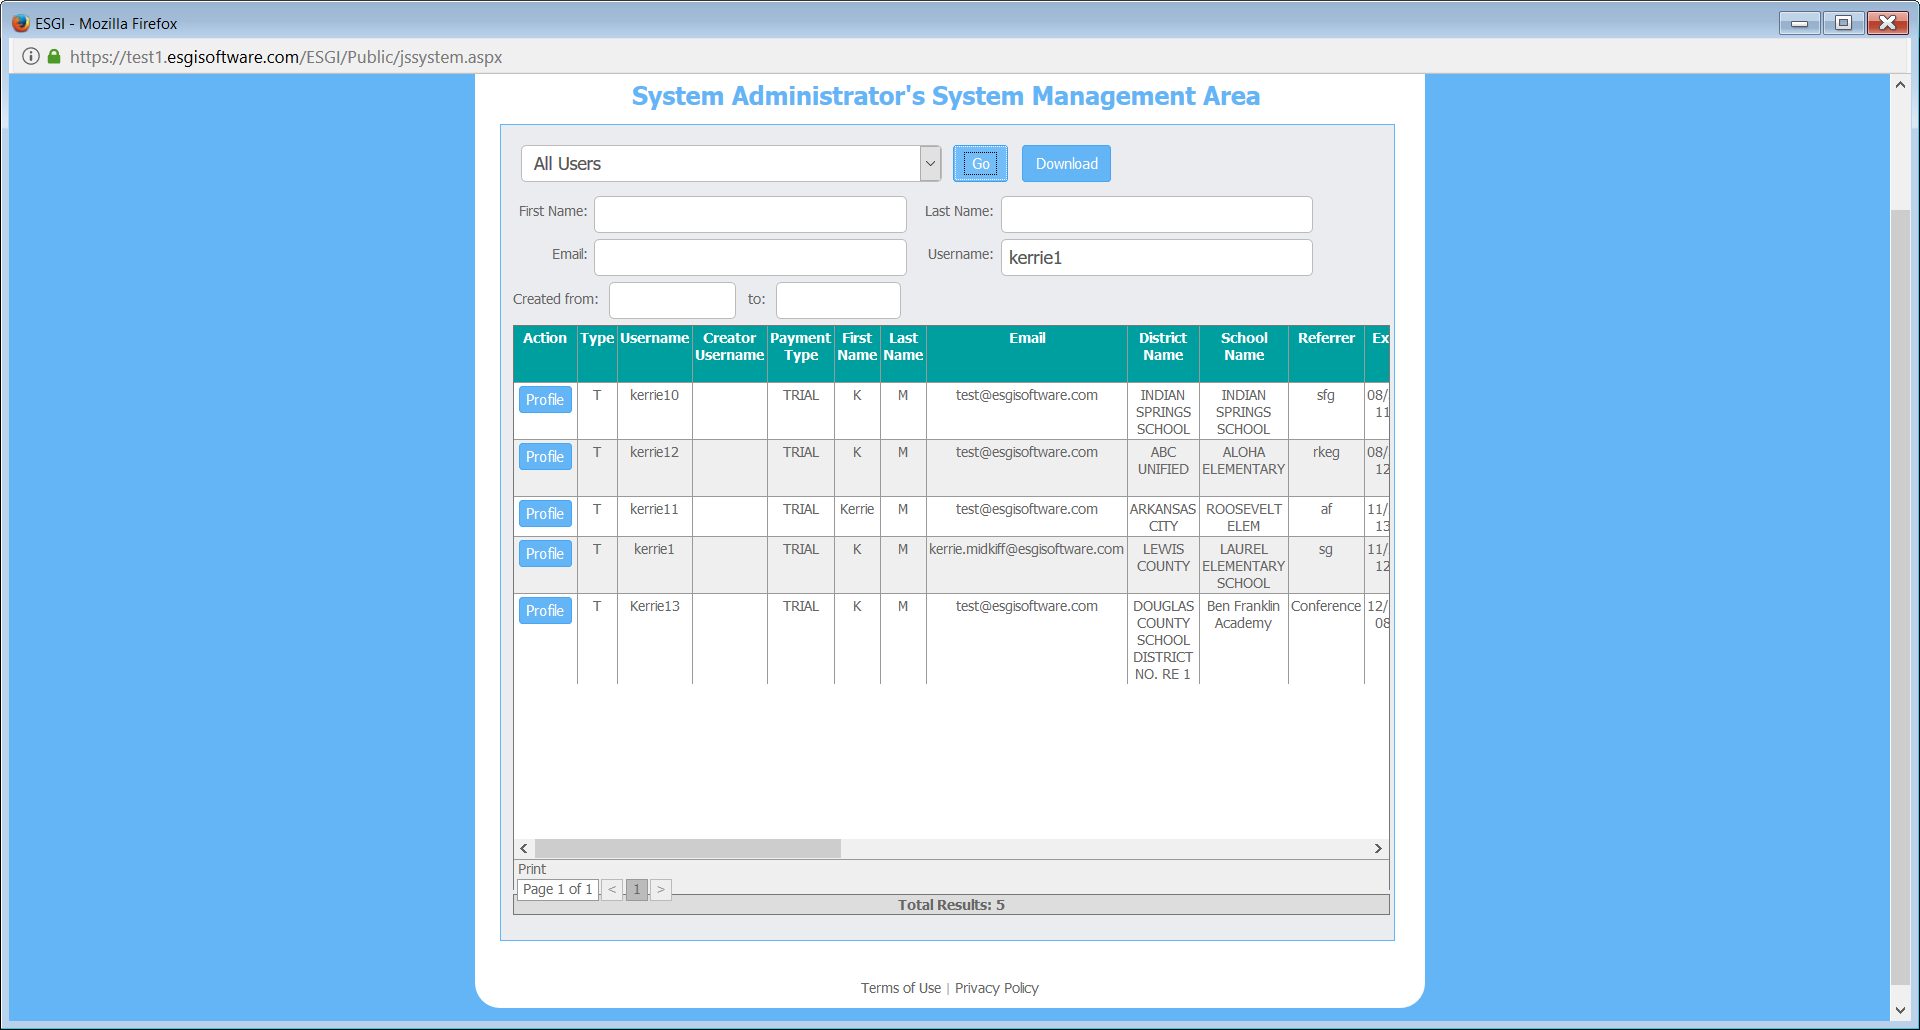 ESGI - Mozilla Firefox
https://test1.esgisoftware.com/ESGI/Public/jssystem.aspx
System Administrator's System Management Area
All Users Go Download
First Name: Last Name:
Email: Username: kerrie1
Created from: to:
Action Type Username Creator Username Payment Type First Name Last Name Email District Name School Name Referrer Ex
Profile T kerrie10 TRIAL K M test@esgisoftware.com INDIAN SPRINGS SCHOOL INDIAN SPRINGS SCHOOL sfg 08/ 11
Profile T kerrie12 TRIAL K M test@esgisoftware.com ABC UNIFIED ALOHA ELEMENTARY rkeg 08/ 12
Profile T kerrie11 TRIAL Kerrie M test@esgisoftware.com ARKANSAS CITY ROOSEVELT ELEM af 11/ 13
Profile T kerrie1 TRIAL K M kerrie.midkiff@esgisoftware.com LEWIS COUNTY LAUREL ELEMENTARY SCHOOL sg 11/ 12
Profile T Kerrie13 TRIAL K M test@esgisoftware.com DOUGLAS COUNTY SCHOOL DISTRICT NO. RE 1 Ben Franklin Academy Conference 12/ 08
Print
Page 1 of 1 < 1 >
Total Results: 5
Terms of Use | Privacy Policy